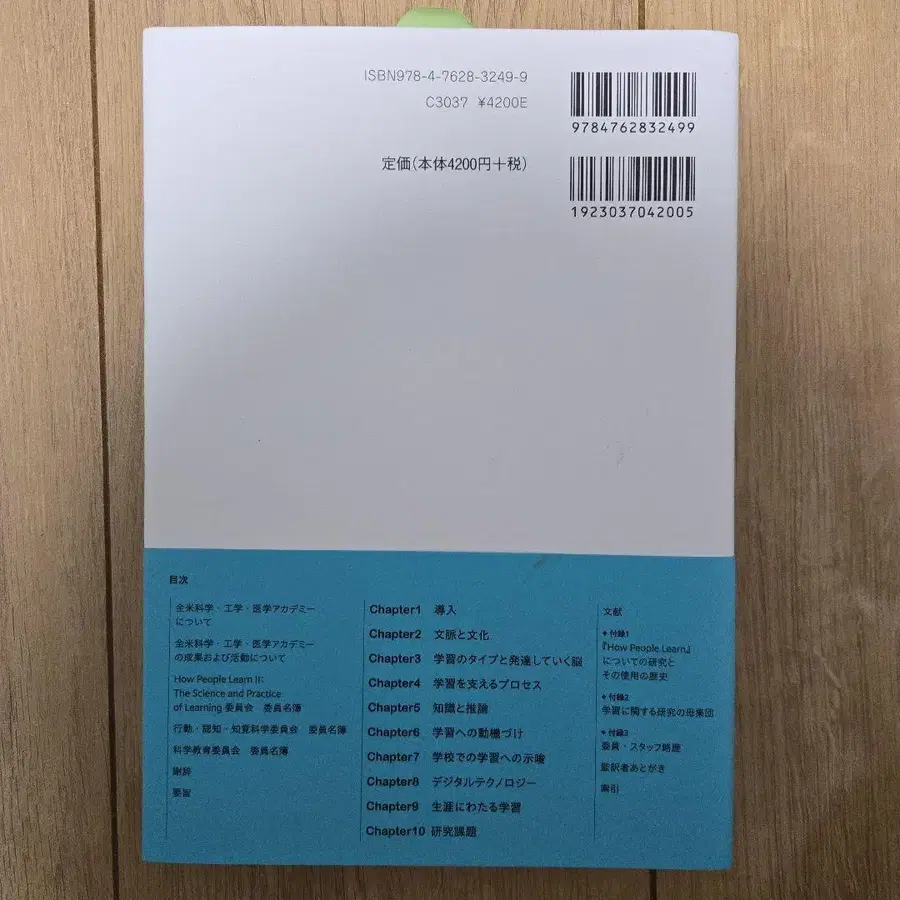 ISBN978-4-7628-3249-9
C3037 ¥4200E
定価(本体4200円+税)
9784762832499
1923037042005
目次
全米科学・工学・医学アカデミー
について
全米科学・工学・医学アカデミー
の成果および活動について
How People Learn II:
The Science and Practice
of Learning 委員会 委員名簿
行動・認知・知覚科学委員会 委員名簿
科学教育委員会 委員名簿
謝辞
要習
Chapter1 導入
Chapter2 文脈と文化
Chapter3 学習のタイプと発達していく脳
Chapter4 学習を支えるプロセス
Chapter5 知識と推論
Chapter6 学習への動機づけ
Chapter7 学校での学習への示唆
Chapter8 デジタルテクノロジー
Chapter9 生涯にわたる学習
Chapter10 研究課題
文献
◆付録1
『How People Learn』
についての研究と
その使用の歴史
◆付録2
学習に関する研究の母集団
◆付録3
委員・スタッフ略歴
監訳者あとがき
索引